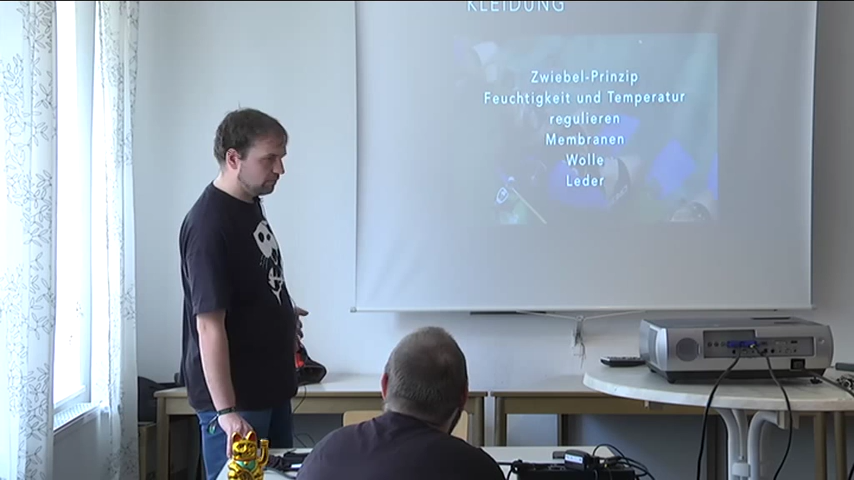 KLEIDUNG
Zwiebel-Prinzip
Feuchtigkeit und Temperatur
regulieren
Membranen
Wolle
Leder